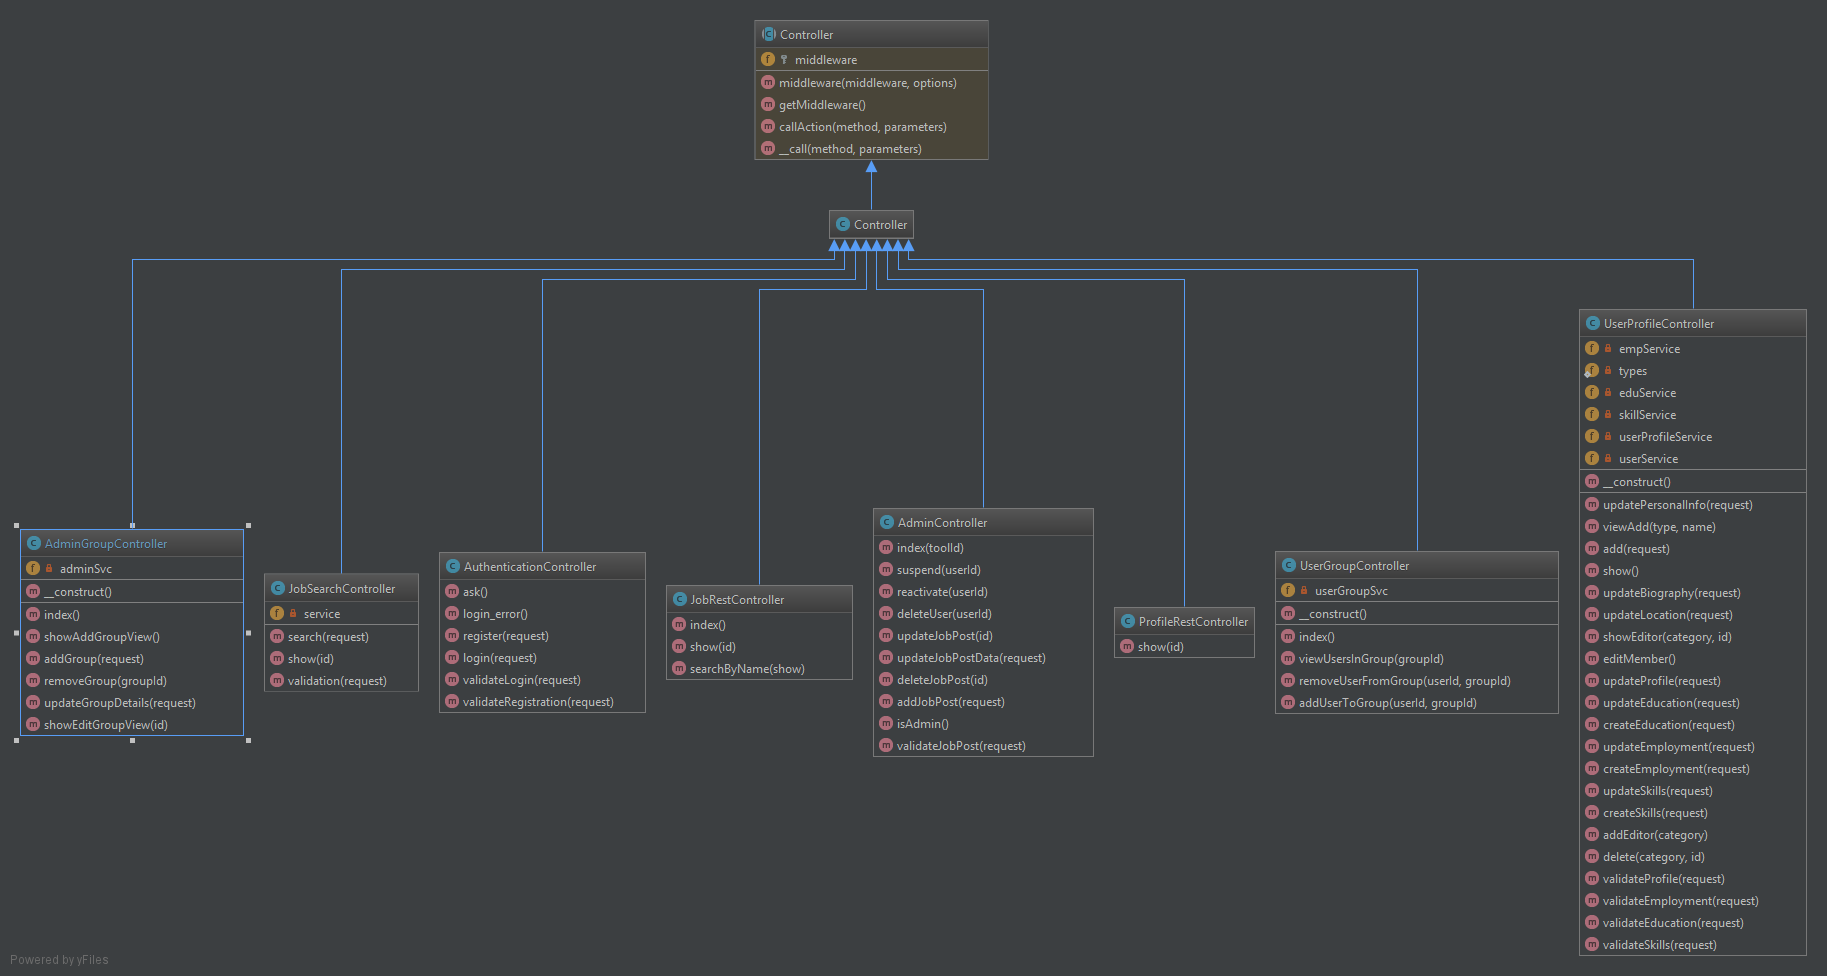 Controller
middleware
middleware(middleware, options)
getMiddleware()
callAction(method, parameters)
__call(method, parameters)
Controller
AdminGroupController
adminSvc
__construct()
index()
showAddGroupView()
addGroup(request)
removeGroup(groupId)
updateGroupDetails(request)
showEditGroupView(id)
JobSearchController
service
search(request)
show(id)
validation(request)
AuthenticationController
ask()
login_error()
register(request)
login(request)
validateLogin(request)
validateRegistration(request)
JobRestController
index()
show(id)
searchByName(show)
AdminController
index(toolId)
suspend(userId)
reactivate(userId)
deleteUser(userId)
updateJobPost(id)
updateJobPostData(request)
deleteJobPost(id)
addJobPost(request)
isAdmin()
validateJobPost(request)
ProfileRestController
show(id)
UserGroupController
userGroupSvc
__construct()
index()
viewUsersInGroup(groupId)
removeUserFromGroup(userId, groupId)
addUserToGroup(userId, groupId)
UserProfileController
empService
types
eduService
skillService
userProfileService
userService
__construct()
updatePersonalInfo(request)
viewAdd(type, name)
add(request)
show()
updateBiography(request)
updateLocation(request)
showEditor(category, id)
editMember()
updateProfile(request)
updateEducation(request)
createEducation(request)
updateEmployment(request)
createEmployment(request)
updateSkills(request)
createSkills(request)
addEditor(category)
delete(category, id)
validateProfile(request)
validateEmployment(request)
validateEducation(request)
validateSkills(request)
Powered by yFiles